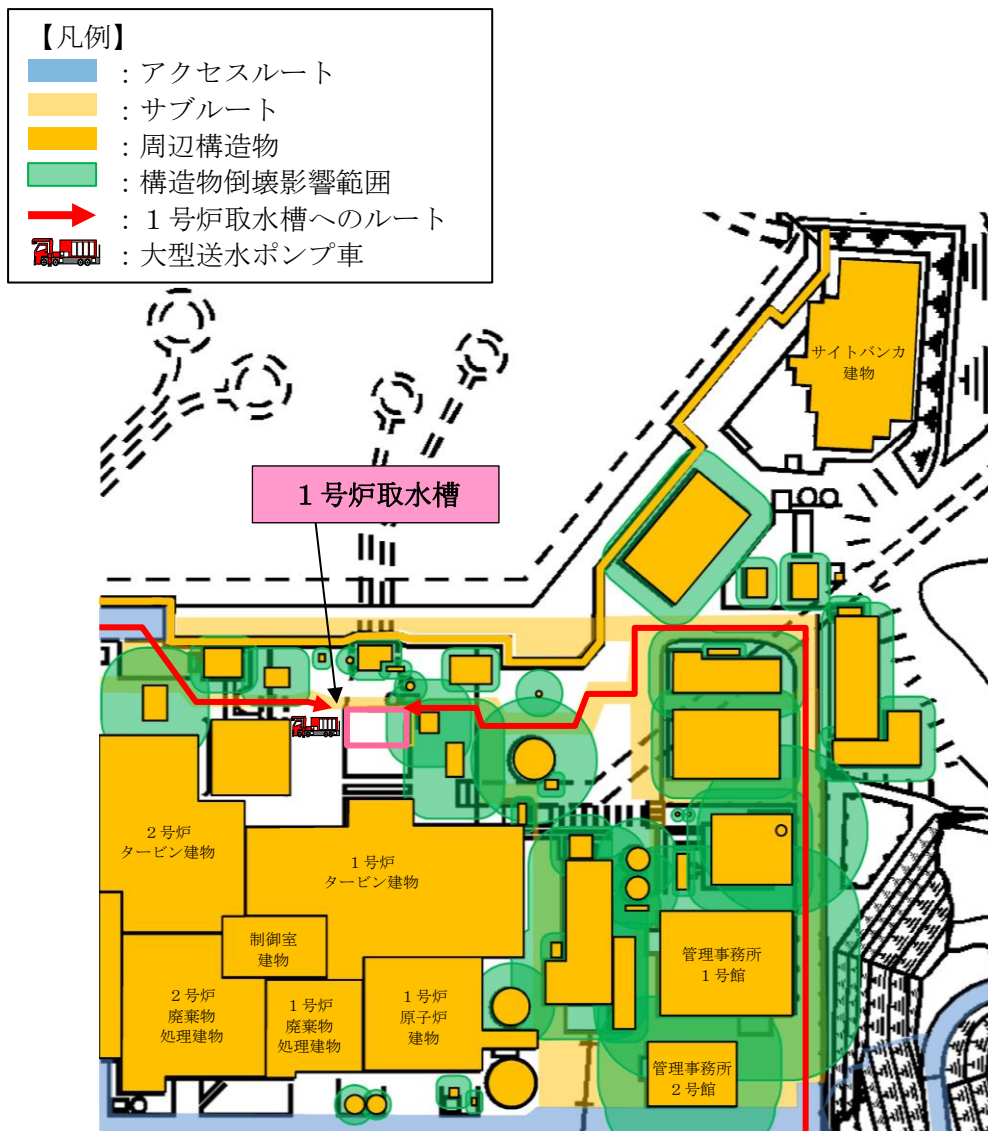 【凡例】
：アクセスルート
：サブルート
：周辺構造物
：構造物倒壊影響範囲
：１号炉取水槽へのルート
：大型送水ポンプ車
サイトバンカ
建物
１号炉取水槽
２号炉
タービン建物
１号炉
タービン建物
制御室
建物
２号炉
廃棄物
処理建物
１号炉
廃棄物
処理建物
１号炉
原子炉
建物
管理事務所
１号館
管理事務所
２号館